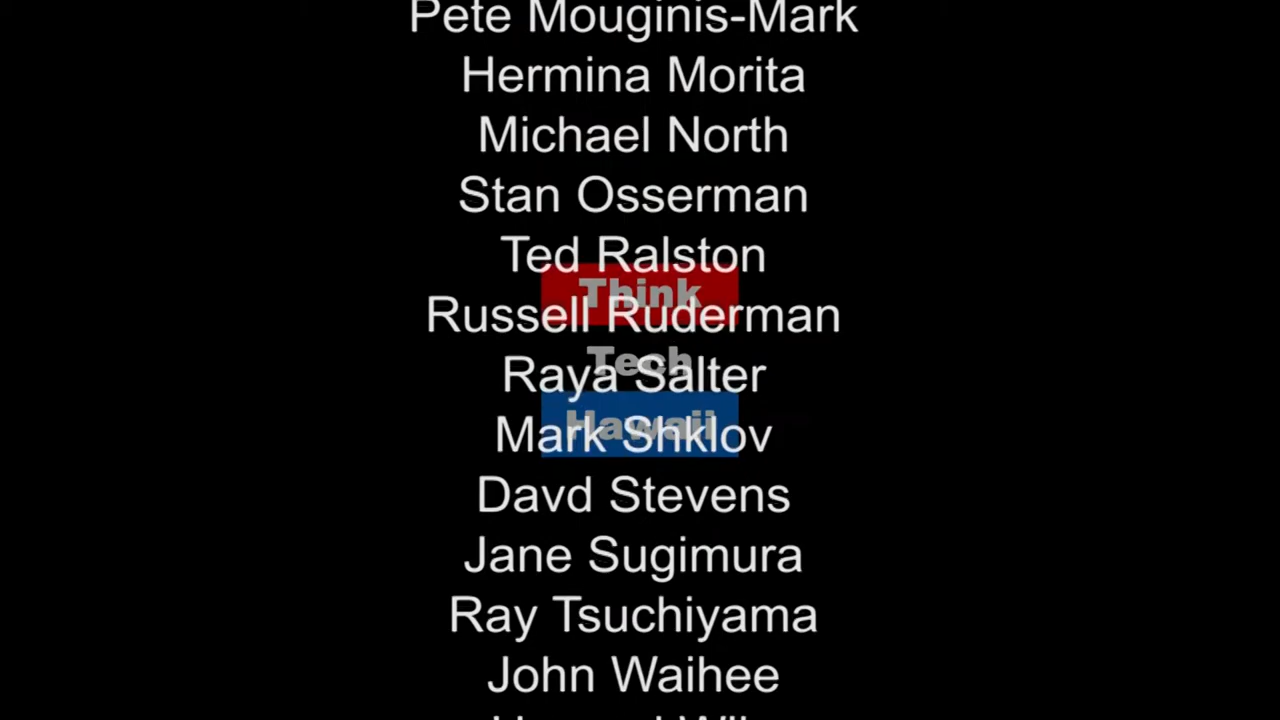 Pete Mouginis-Mark
Hermina Morita
Michael North
Stan Osserman
Ted Ralston
Think
Russell Ruderman
Tech
Raya Salter
Hawaii
Mark Shklov
Davd Stevens
Jane Sugimura
Ray Tsuchiyama
John Waihee